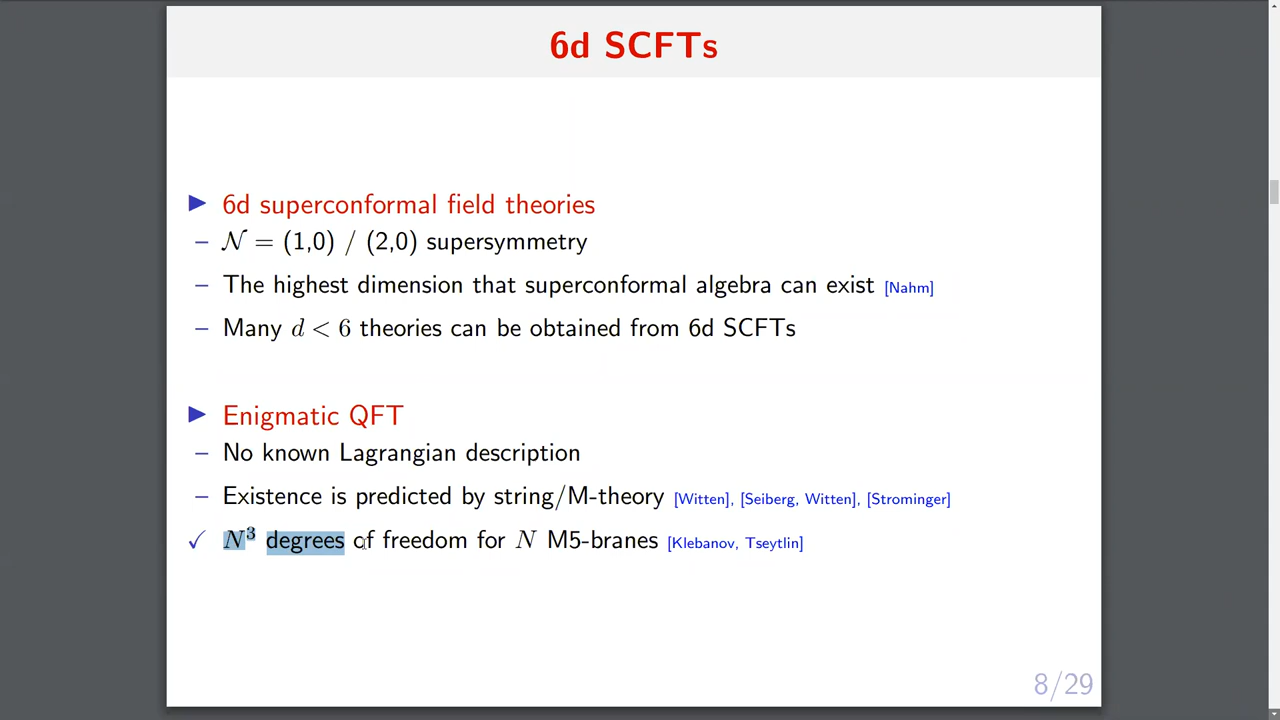 6d SCFTs
▶ 6d superconformal field theories
– 𝒩 = (1,0) / (2,0) supersymmetry
– The highest dimension that superconformal algebra can exist [Nahm]
– Many d < 6 theories can be obtained from 6d SCFTs
▶ Enigmatic QFT
– No known Lagrangian description
– Existence is predicted by string/M-theory [Witten], [Seiberg, Witten], [Strominger]
✓ N³ degrees of freedom for N M5-branes [Klebanov, Tseytlin]
8/29